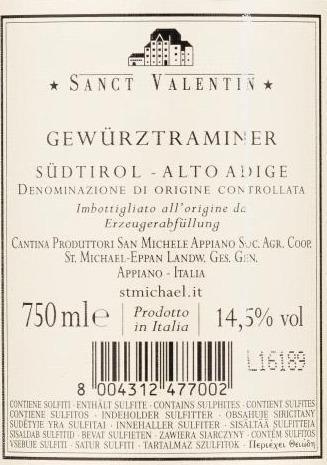 ★ SANCT VALENTIN ★
GEWÜRZTRAMINER
SÜDTIROL - ALTO ADIGE
DENOMINAZIONE DI ORIGINE CONTROLLATA
Imbottigliato all'origine da
Erzeugerabfüllung
CANTINA PRODUTTORI SAN MICHELE APPIANO SOC. AGR. COOP.
ST. MICHAEL-EPPAN LANDW. GES. GEN.
APPIANO - ITALIA
stmichael.it
750 ml e Prodotto in Italia 14,5% vol
L16189
8 004312 477002
CONTIENE SOLFITI - ENTHÄLT SULFITE - CONTAINS SULPHITES - CONTIENT SULFITES
CONTIENE SULFITOS - INDEHOLDER SULFITTER - OBSAHUJE SIRICITANY
SUDĖTYJE YRA SULFITAI - INNEHALLER SULFITER - SISÄLTÄÄ SULFIITTEJA
SISALDAB SULFITID - BEVAT SULFIETEN - ZAWIERA SIARCZYNY - CONTÉM SULFITOS
VSEBUJE SULFITI - SATUR SULFITI - TARTALMAZ SZULFITOK - Περιέχει Θειώδη